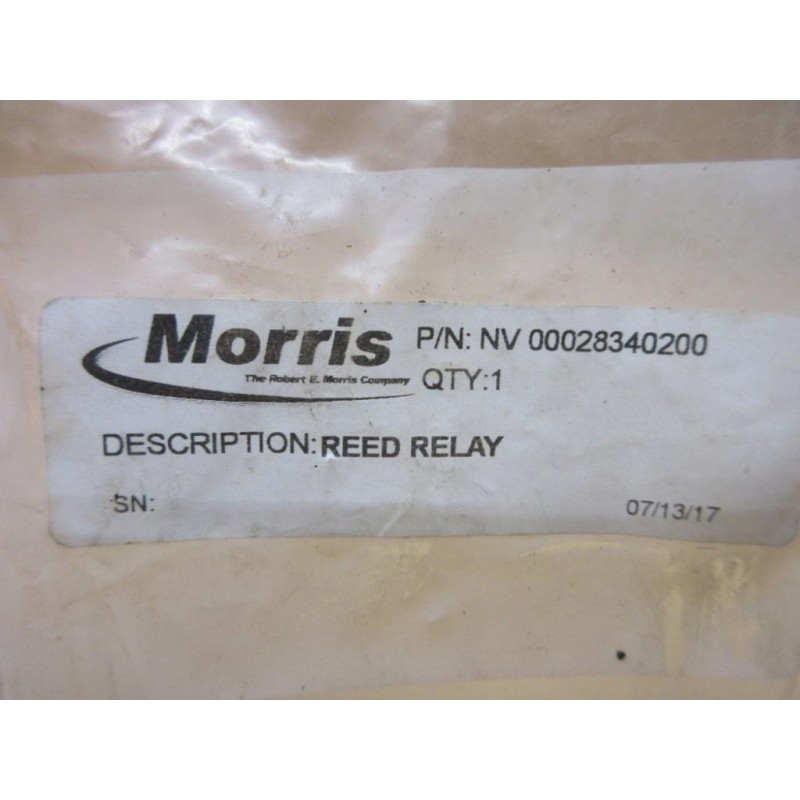 Morris
The Robert E. Morris Company
P/N: NV 00028340200
QTY:1
DESCRIPTION: REED RELAY
SN:
07/13/17